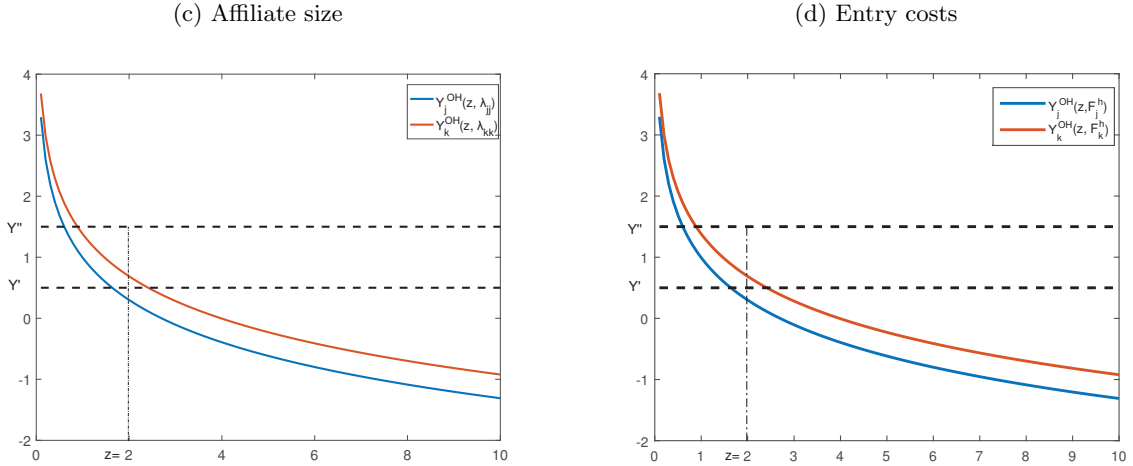 (c) Affiliate size
(d) Entry costs
4
3
2
Y''
1
Y'
0
-1
-2
0
z= 2
4
6
8
10
Y_j^OH(z, λ_jj)
Y_k^OH(z, λ_kk)
4
3
2
Y''
1
Y'
0
-1
-2
0
1
z= 2
3
4
5
6
7
8
9
10
Y_j^OH(z,F_j^h)
Y_k^OH(z, F_k^h)